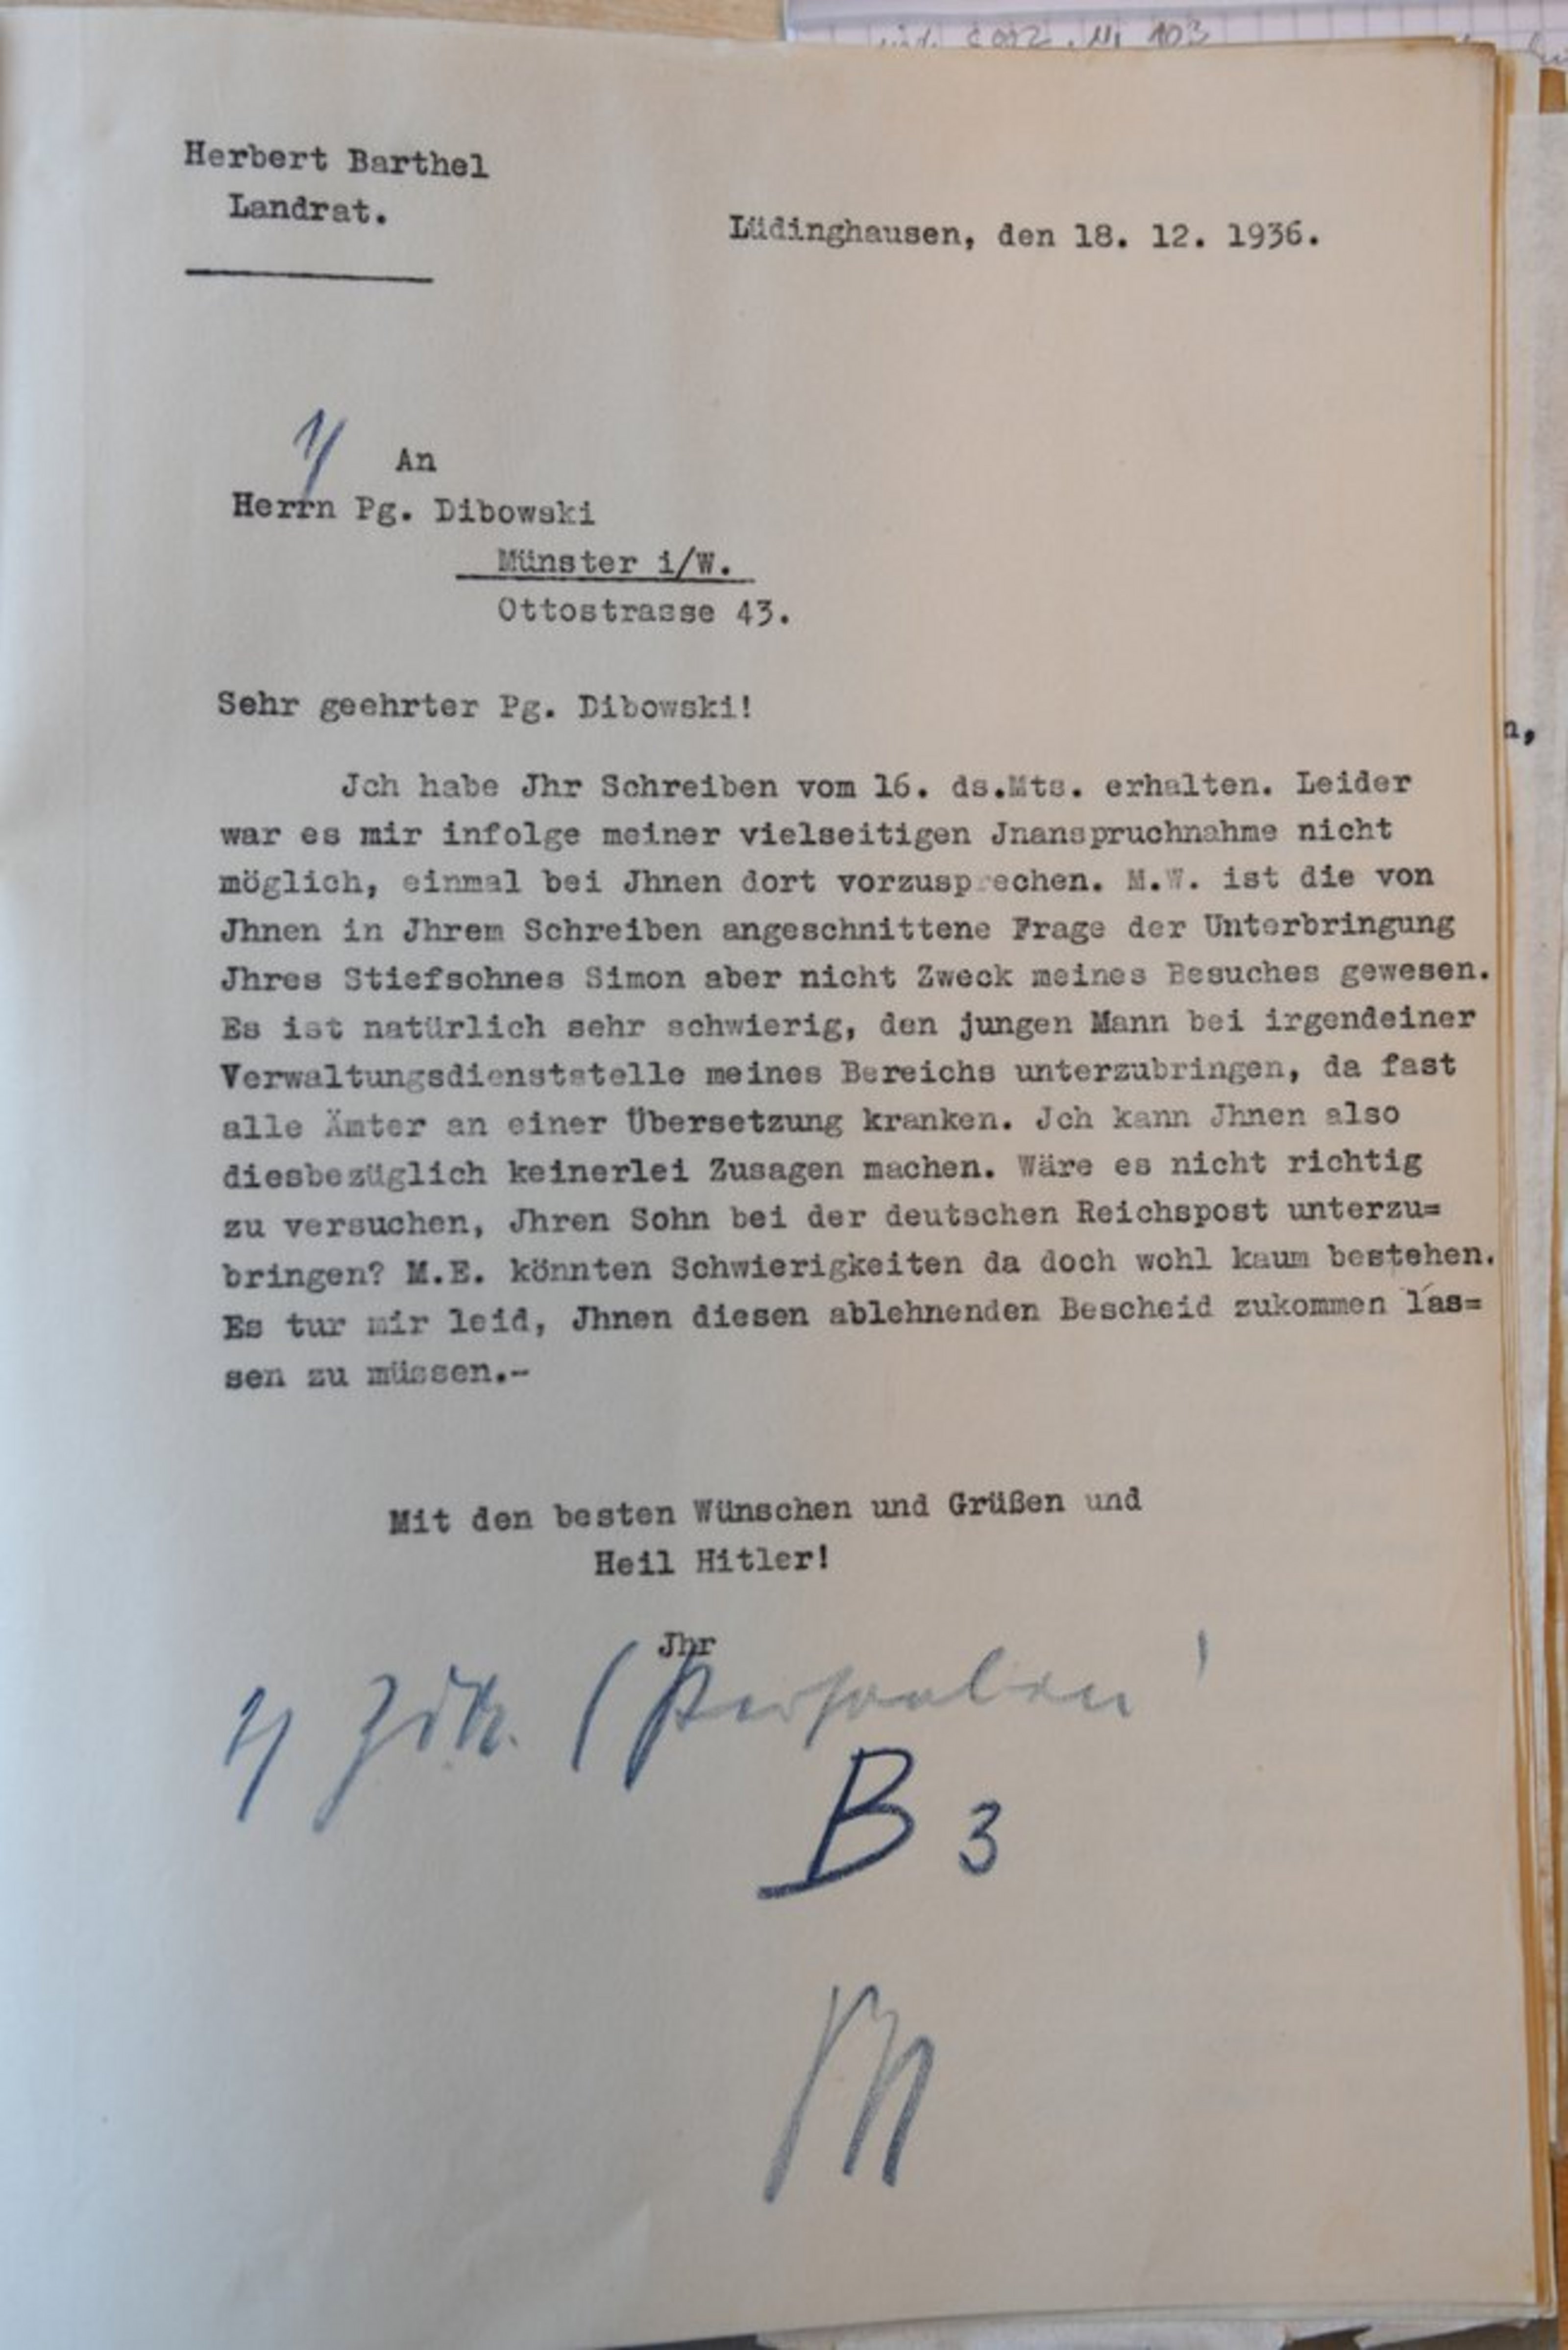 Herbert Barthel
Landrat.
Lüdinghausen, den 18. 12. 1936.
1/ An
Herrn Pg. Dibowski
Münster i/W.
Ottostrasse 43.
Sehr geehrter Pg. Dibowski!
Jch habe Jhr Schreiben vom 16. ds.Mts. erhalten. Leider
war es mir infolge meiner vielseitigen Jnanspruchnahme nicht
möglich, einmal bei Jhnen dort vorzusprechen. M.W. ist die von
Jhnen in Jhrem Schreiben angeschnittene Frage der Unterbringung
Jhres Stiefsohnes Simon aber nicht Zweck meines Besuches gewesen.
Es ist natürlich sehr schwierig, den jungen Mann bei irgendeiner
Verwaltungsdienststelle meines Bereichs unterzubringen, da fast
alle Ämter an einer Übersetzung kranken. Jch kann Jhnen also
diesbezüglich keinerlei Zusagen machen. Wäre es nicht richtig
zu versuchen, Jhren Sohn bei der deutschen Reichspost unterzu=
bringen? M.E. könnten Schwierigkeiten da doch wohl kaum bestehen.
Es tur mir leid, Jhnen diesen ablehnenden Bescheid zukommen las=
sen zu müssen.-
Mit den besten Wünschen und Grüßen und
Heil Hitler!
Jhr
B 3